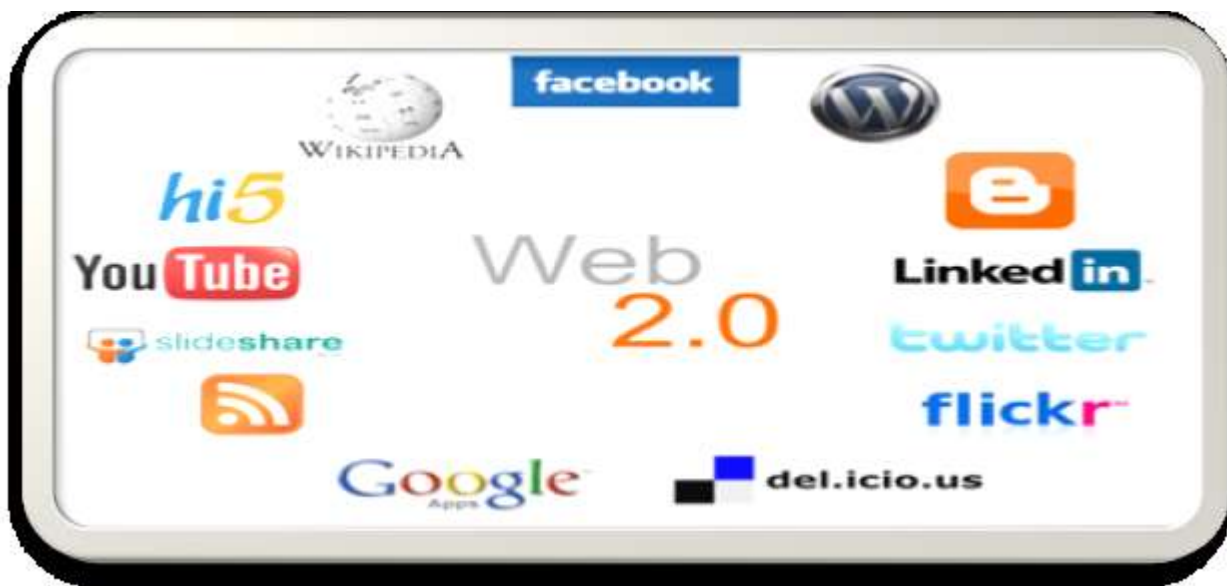 facebook
W
WIKIPEDIA
hi5
B
You Tube
Web
2.0
Linked in
slideshare
twitter
flickr
Google
Apps
del.icio.us